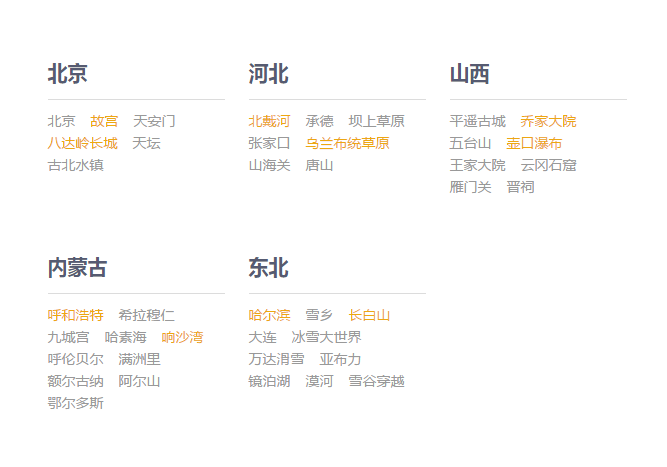 北京
北京 故宫 天安门
八达岭长城 天坛
古北水镇
河北
北戴河 承德 坝上草原
张家口 乌兰布统草原
山海关 唐山
山西
平遥古城 乔家大院
五台山 壶口瀑布
王家大院 云冈石窟
雁门关 晋祠
内蒙古
呼和浩特 希拉穆仁
九城宫 哈素海 响沙湾
呼伦贝尔 满洲里
额尔古纳 阿尔山
鄂尔多斯
东北
哈尔滨 雪乡 长白山
大连 冰雪大世界
万达滑雪 亚布力
镜泊湖 漠河 雪谷穿越